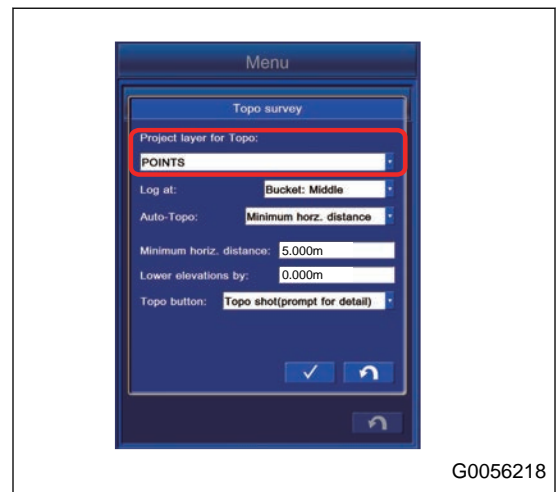 Menu
Topo survey
Project layer for Topo:
POINTS
Log at: Bucket: Middle
Auto-Topo: Minimum horz. distance
Minimum horiz. distance: 5.000m
Lower elevations by: 0.000m
Topo button: Topo shot(prompt for detail)
G0056218